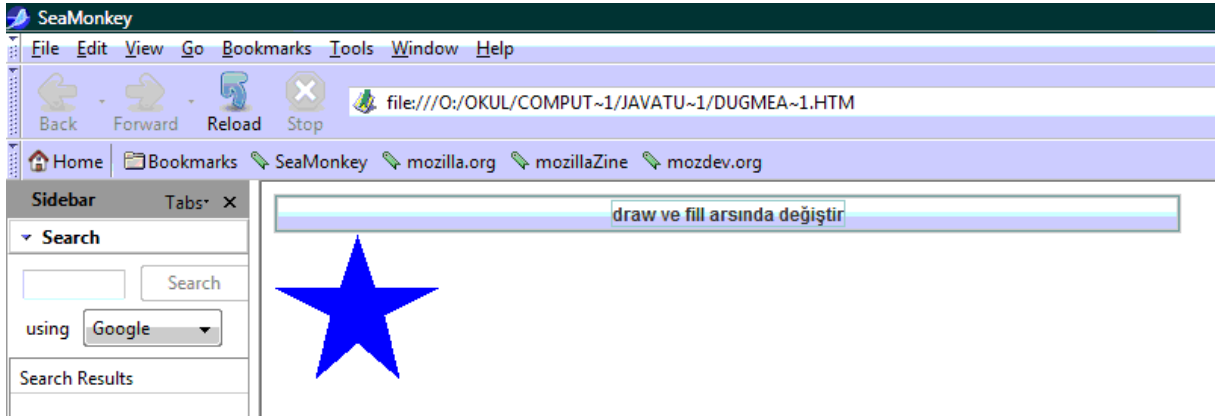 SeaMonkey
File Edit View Go Bookmarks Tools Window Help
Back Forward Reload Stop file:///O:/OKUL/COMPUT~1/JAVATU~1/DUGMEA~1.HTM
Home Bookmarks SeaMonkey mozilla.org mozillaZine mozdev.org
Sidebar Tabs
draw ve fill arsında değiştir
Search
Search
using Google
Search Results